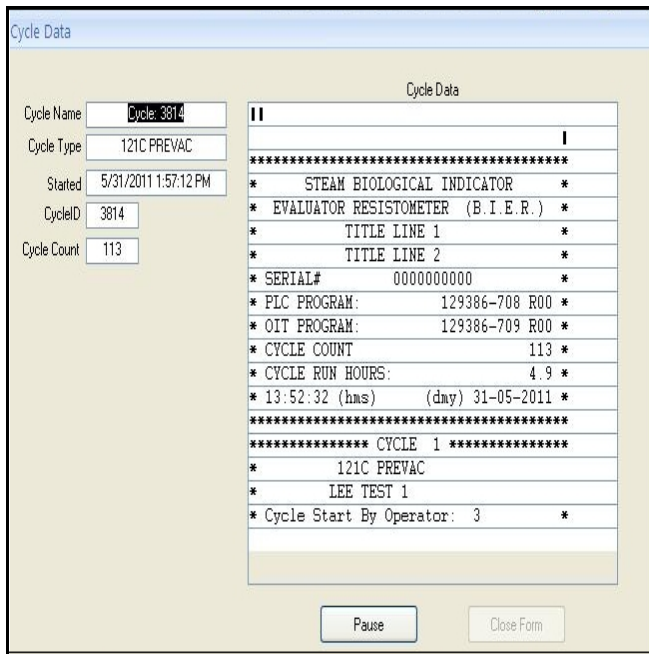 Cycle Data
Cycle Name Cycle: 3814
Cycle Type 121C PREVAC
Started 5/31/2011 1:57:12 PM
CycleID 3814
Cycle Count 113
Cycle Data
****************************************
* STEAM BIOLOGICAL INDICATOR *
* EVALUATOR RESISTOMETER (B.I.E.R.) *
* TITLE LINE 1 *
* TITLE LINE 2 *
* SERIAL# 0000000000 *
* PLC PROGRAM: 129386-708 R00 *
* OIT PROGRAM: 129386-709 R00 *
* CYCLE COUNT 113 *
* CYCLE RUN HOURS: 4.9 *
* 13:52:32 (hms) (dmy) 31-05-2011 *
****************************************
*************** CYCLE 1 ***************
* 121C PREVAC
* LEE TEST 1
* Cycle Start By Operator: 3 *
Pause
Close Form